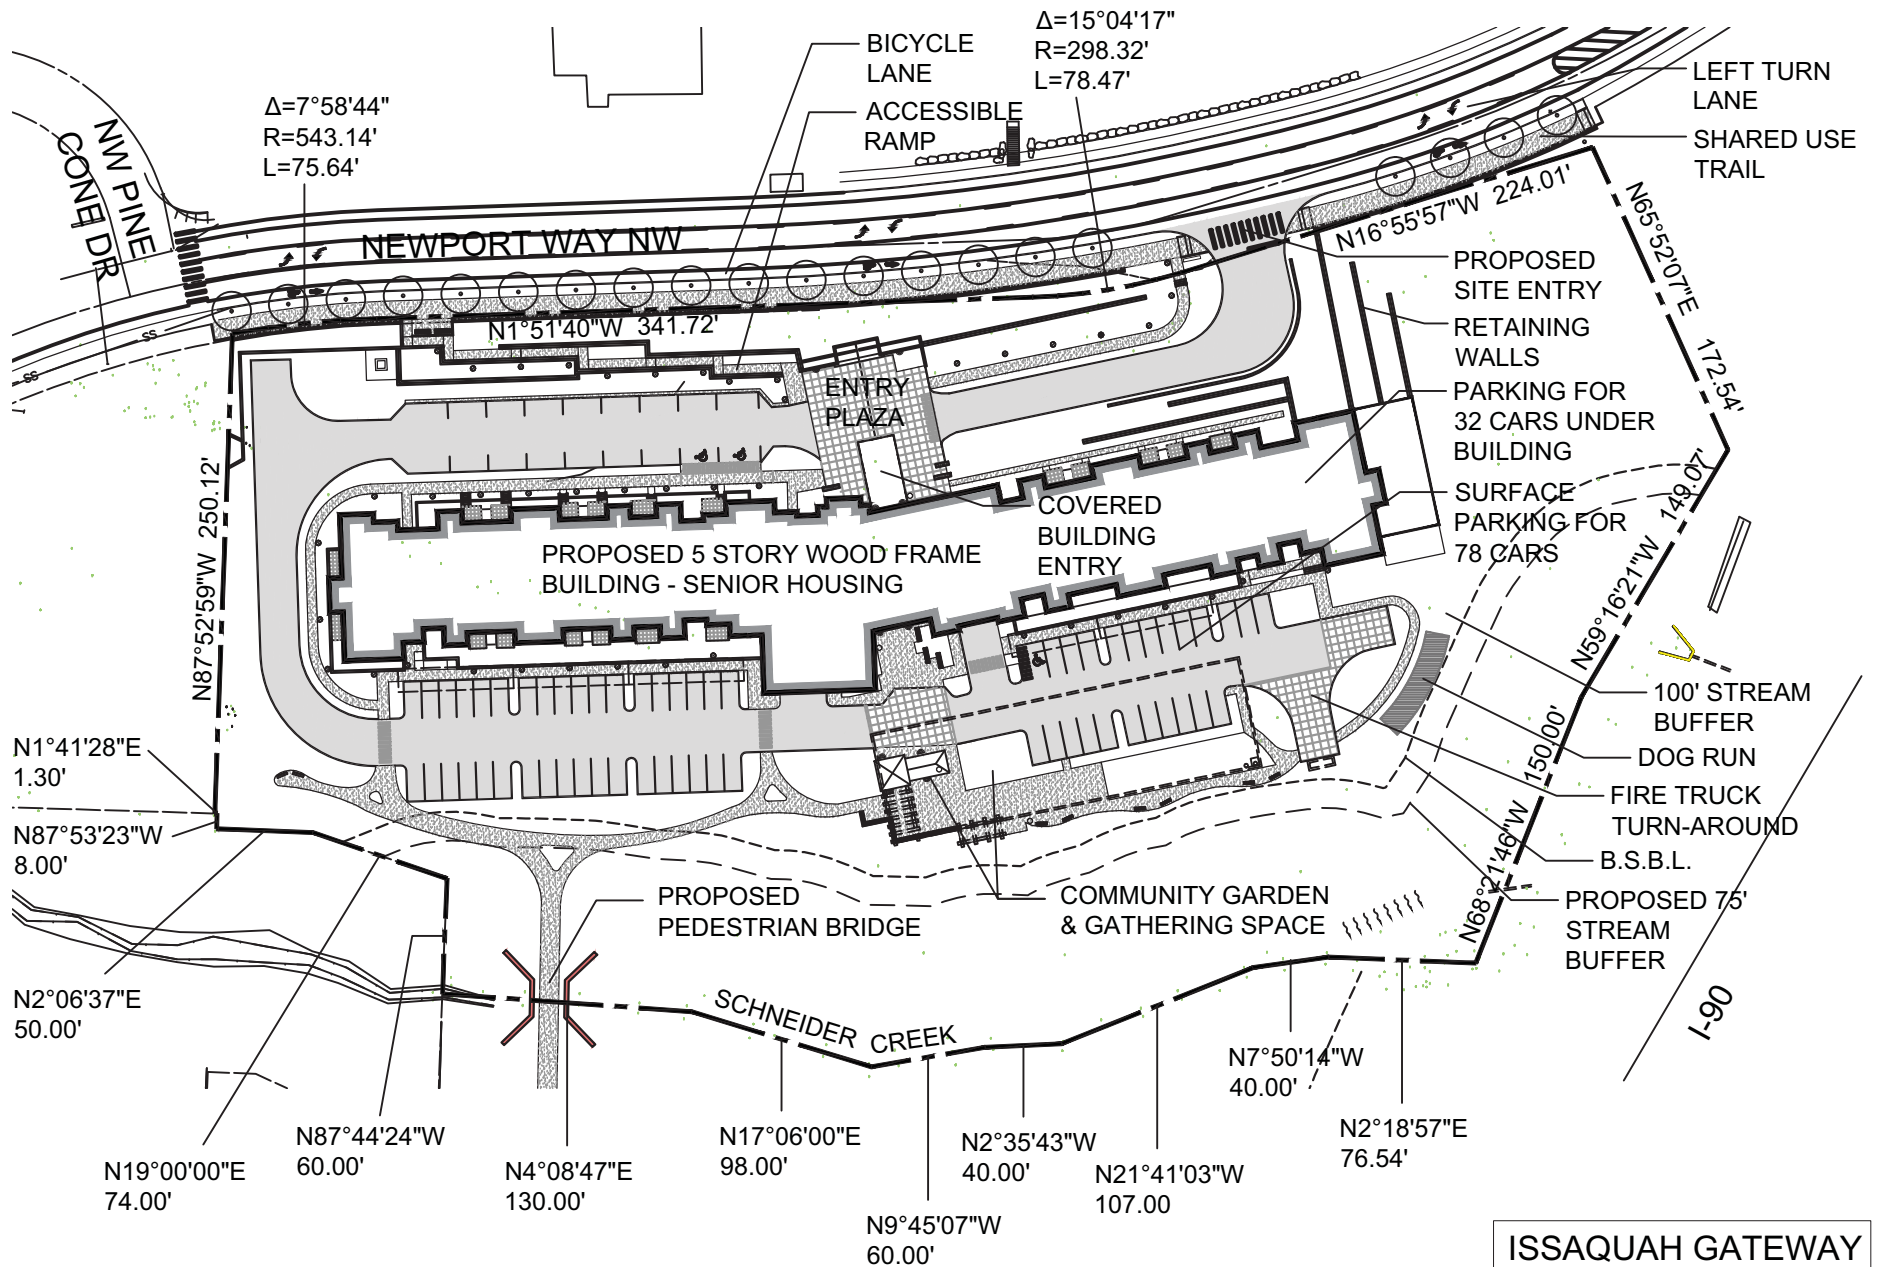 Δ=15°04'17"
R=298.32'
L=78.47'
BICYCLE
LANE
ACCESSIBLE
RAMP
LEFT TURN
LANE
SHARED USE
TRAIL
Δ=7°58'44"
R=543.14'
L=75.64'
NW PINE
CONE DR
NEWPORT WAY NW
N16°55'57"W 224.01'
N65°52'07"E 172.54'
PROPOSED
SITE ENTRY
RETAINING
WALLS
N1°51'40"W 341.72'
SS
SS
ENTRY
PLAZA
PARKING FOR
32 CARS UNDER
BUILDING
SURFACE
PARKING FOR
78 CARS
N87°52'59"W 250.12'
COVERED
BUILDING
ENTRY
PROPOSED 5 STORY WOOD FRAME
BUILDING - SENIOR HOUSING
N59°16'21"W 149.07'
100' STREAM
BUFFER
DOG RUN
FIRE TRUCK
TURN-AROUND
B.S.B.L.
PROPOSED 75'
STREAM
BUFFER
N68°21'46"W 150.00'
N1°41'28"E
1.30'
N87°53'23"W
8.00'
N2°06'37"E
50.00'
PROPOSED
PEDESTRIAN BRIDGE
COMMUNITY GARDEN
& GATHERING SPACE
SCHNEIDER CREEK
I-90
N19°00'00"E
74.00'
N87°44'24"W
60.00'
N4°08'47"E
130.00'
N17°06'00"E
98.00'
N9°45'07"W
60.00'
N2°35'43"W
40.00'
N21°41'03"W
107.00
N7°50'14"W
40.00'
N2°18'57"E
76.54'
ISSAQUAH GATEWAY